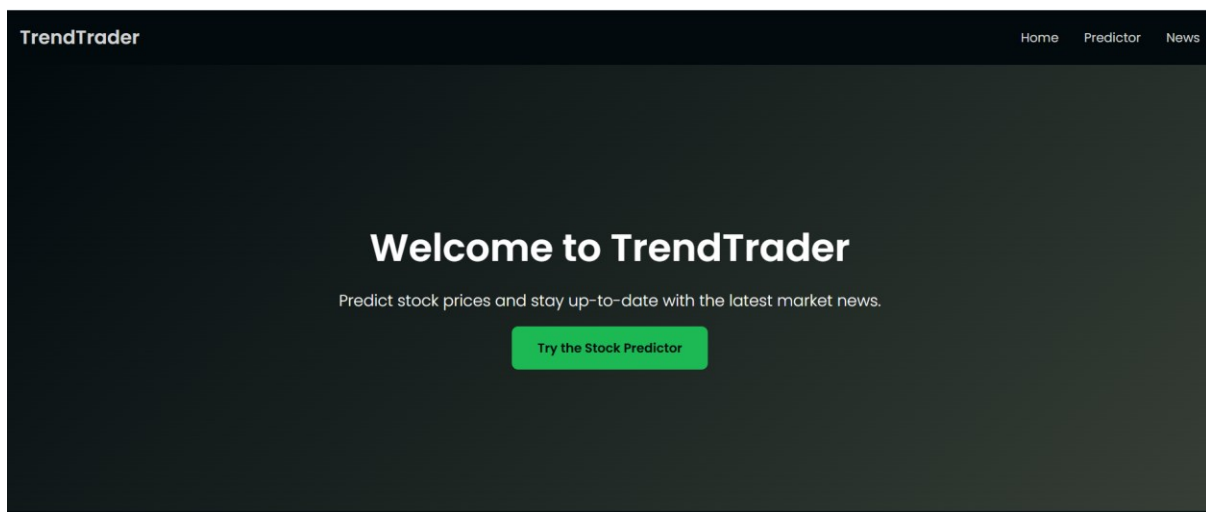 TrendTrader
Home Predictor News
Welcome to TrendTrader
Predict stock prices and stay up-to-date with the latest market news.
Try the Stock Predictor